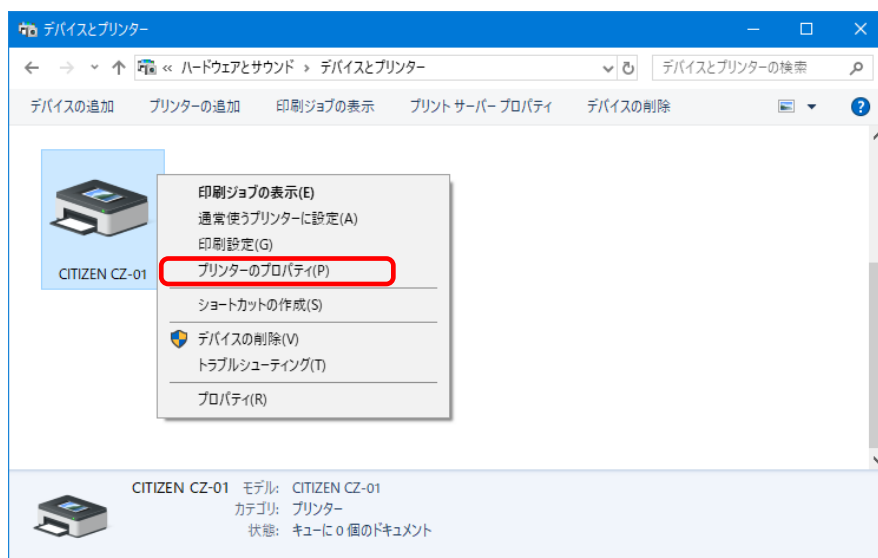 デバイスとプリンター
« ハードウェアとサウンド › デバイスとプリンター
デバイスとプリンターの検索
デバイスの追加 プリンターの追加 印刷ジョブの表示 プリント サーバー プロパティ デバイスの削除
CITIZEN CZ-01
印刷ジョブの表示(E)
通常使うプリンターに設定(A)
印刷設定(G)
プリンターのプロパティ(P)
ショートカットの作成(S)
デバイスの削除(V)
トラブルシューティング(T)
プロパティ(R)
CITIZEN CZ-01 モデル: CITIZEN CZ-01
カテゴリ: プリンター
状態: キューに 0 個のドキュメント